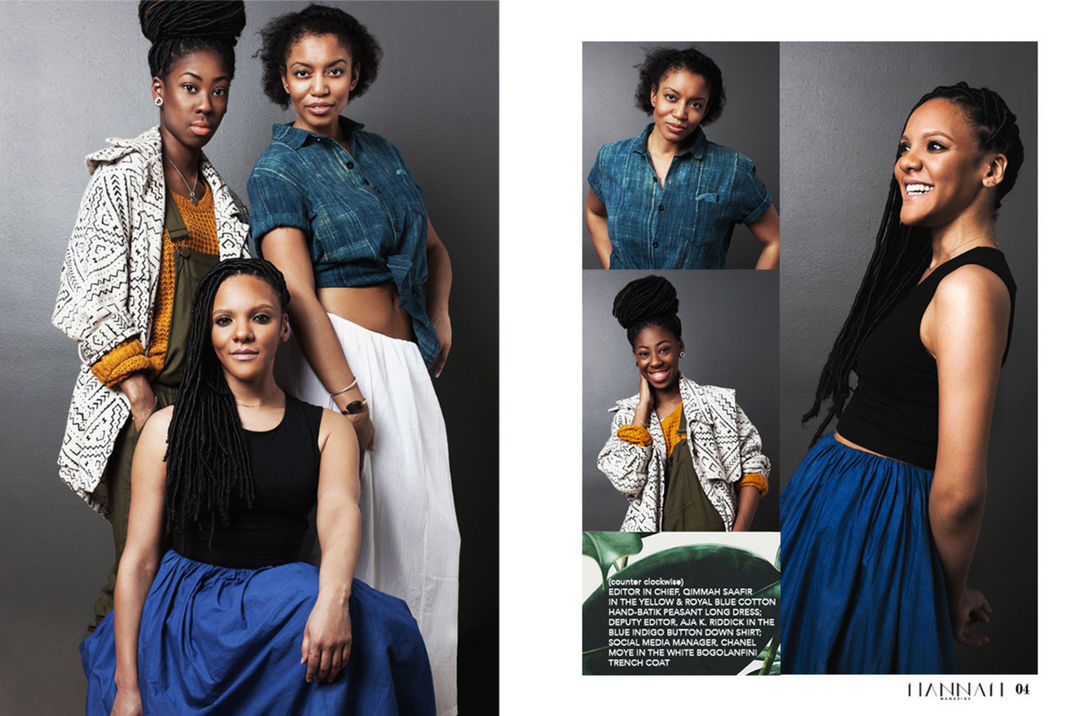 (counter clockwise)
EDITOR IN CHIEF, QIMMAH SAAFIR
IN THE YELLOW & ROYAL BLUE COTTON
HAND-BATIK PEASANT LONG DRESS;
DEPUTY EDITOR, AJA K. RIDDICK IN THE
BLUE INDIGO BUTTON DOWN SHIRT;
SOCIAL MEDIA MANAGER, CHANEL
MOYE IN THE WHITE BOGOLANFINI
TRENCH COAT
HANNAH 04
MAGAZINE